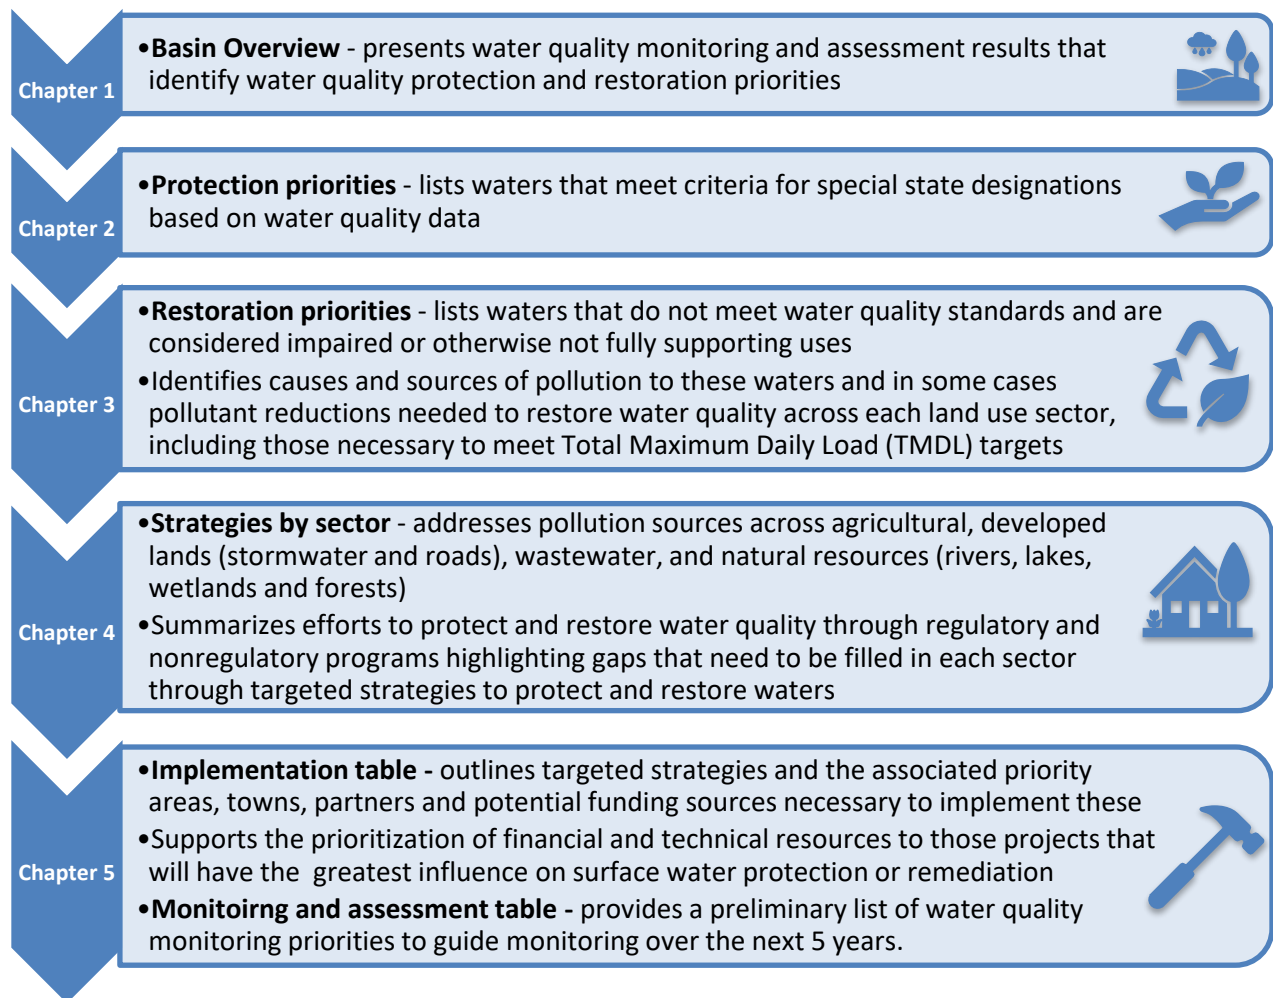 Chapter 1
•Basin Overview - presents water quality monitoring and assessment results that
identify water quality protection and restoration priorities
Chapter 2
•Protection priorities - lists waters that meet criteria for special state designations
based on water quality data
Chapter 3
•Restoration priorities - lists waters that do not meet water quality standards and are
considered impaired or otherwise not fully supporting uses
•Identifies causes and sources of pollution to these waters and in some cases
pollutant reductions needed to restore water quality across each land use sector,
including those necessary to meet Total Maximum Daily Load (TMDL) targets
Chapter 4
•Strategies by sector - addresses pollution sources across agricultural, developed
lands (stormwater and roads), wastewater, and natural resources (rivers, lakes,
wetlands and forests)
•Summarizes efforts to protect and restore water quality through regulatory and
nonregulatory programs highlighting gaps that need to be filled in each sector
through targeted strategies to protect and restore waters
Chapter 5
•Implementation table - outlines targeted strategies and the associated priority
areas, towns, partners and potential funding sources necessary to implement these
•Supports the prioritization of financial and technical resources to those projects that
will have the  greatest influence on surface water protection or remediation
•Monitoirng and assessment table - provides a preliminary list of water quality
monitoring priorities to guide monitoring over the next 5 years.